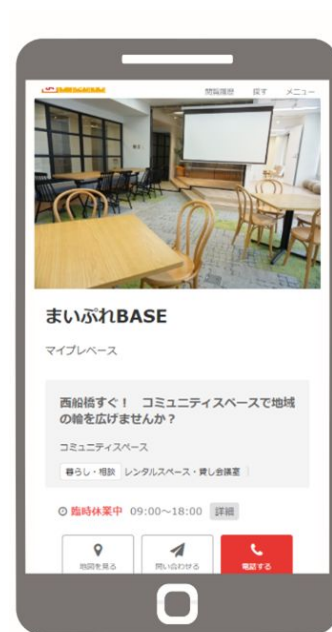 閲覧履歴 探す メニュー
まいぷれBASE
マイプレベース
西船橋すぐ！ コミュニティスペースで地域
の輪を広げませんか？
コミュニティスペース
暮らし・相談 レンタルスペース・貸し会議室
臨時休業中 09:00～18:00 詳細
地図を見る 問い合わせる 電話する